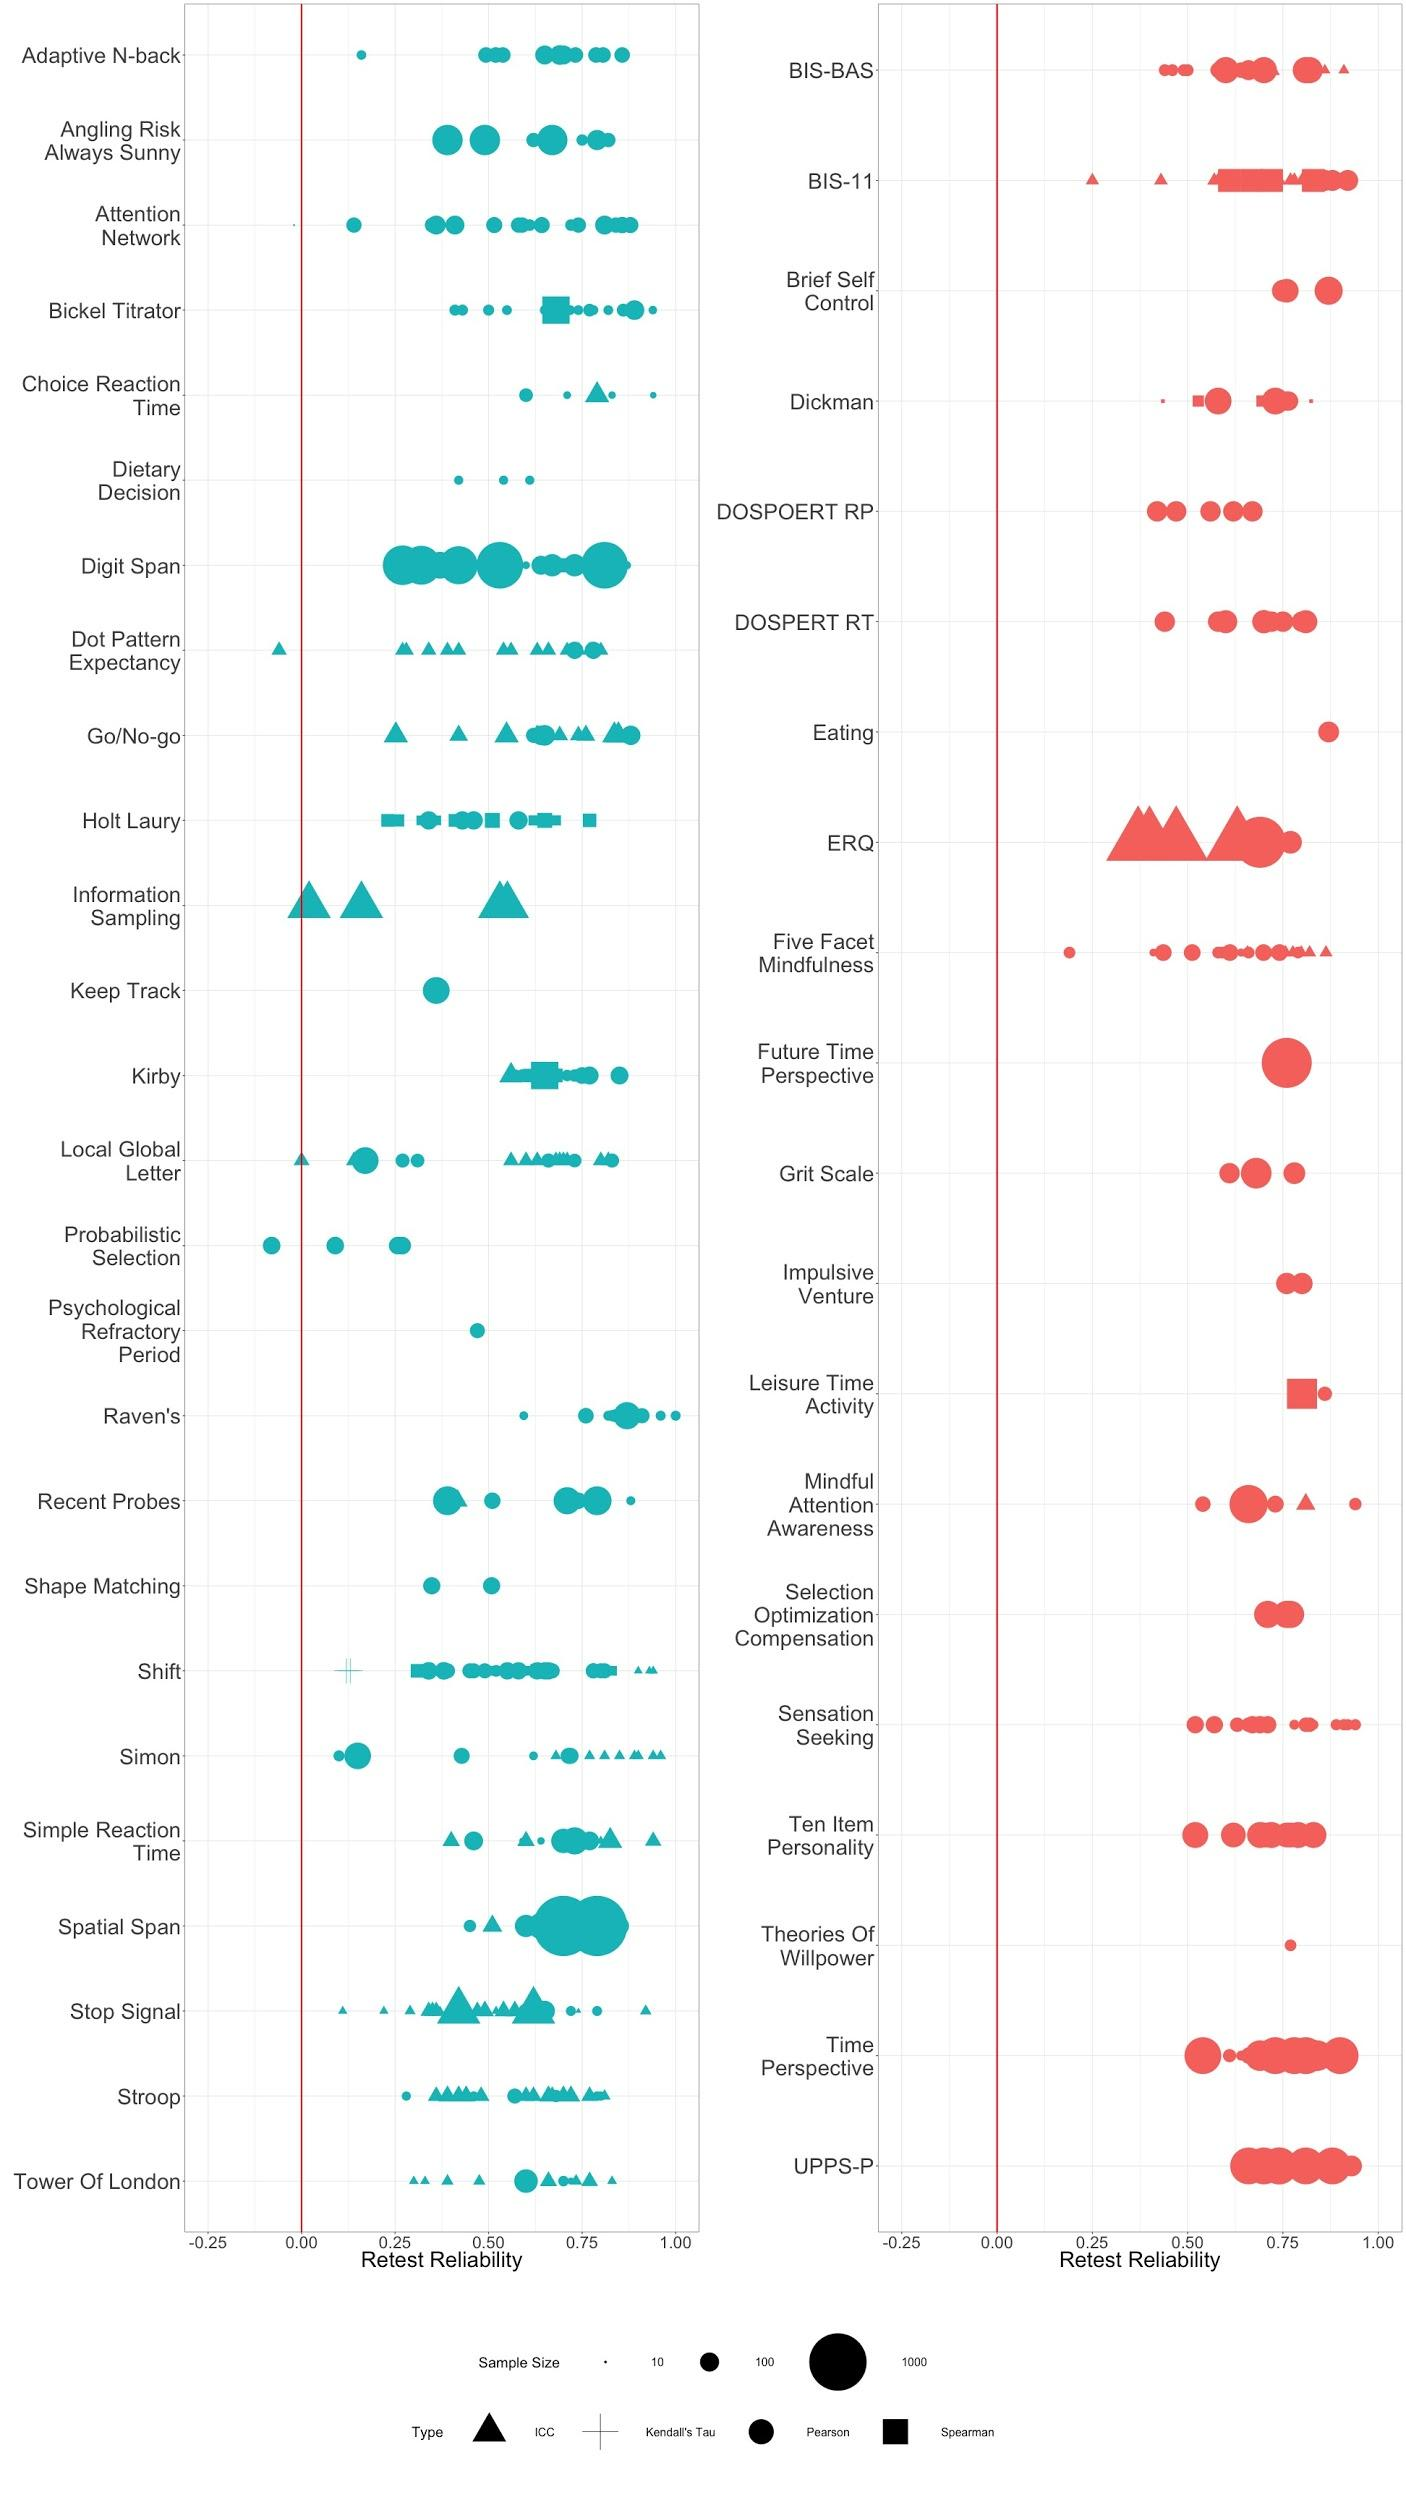 Adaptive N-back
Angling Risk
Always Sunny
Attention
Network
Bickel Titrator
Choice Reaction
Time
Dietary
Decision
Digit Span
Dot Pattern
Expectancy
Go/No-go
Holt Laury
Information
Sampling
Keep Track
Kirby
Local Global
Letter
Probabilistic
Selection
Psychological
Refractory
Period
Raven's
Recent Probes
Shape Matching
Shift
Simon
Simple Reaction
Time
Spatial Span
Stop Signal
Stroop
Tower Of London
-0.25 0.00 0.25 0.50 0.75 1.00
Retest Reliability
BIS-BAS
BIS-11
Brief Self
Control
Dickman
DOSPOERT RP
DOSPERT RT
Eating
ERQ
Five Facet
Mindfulness
Future Time
Perspective
Grit Scale
Impulsive
Venture
Leisure Time
Activity
Mindful
Attention
Awareness
Selection
Optimization
Compensation
Sensation
Seeking
Ten Item
Personality
Theories Of
Willpower
Time
Perspective
UPPS-P
-0.25 0.00 0.25 0.50 0.75 1.00
Retest Reliability
Sample Size 10 100 1000
Type ICC Kendall's Tau Pearson Spearman